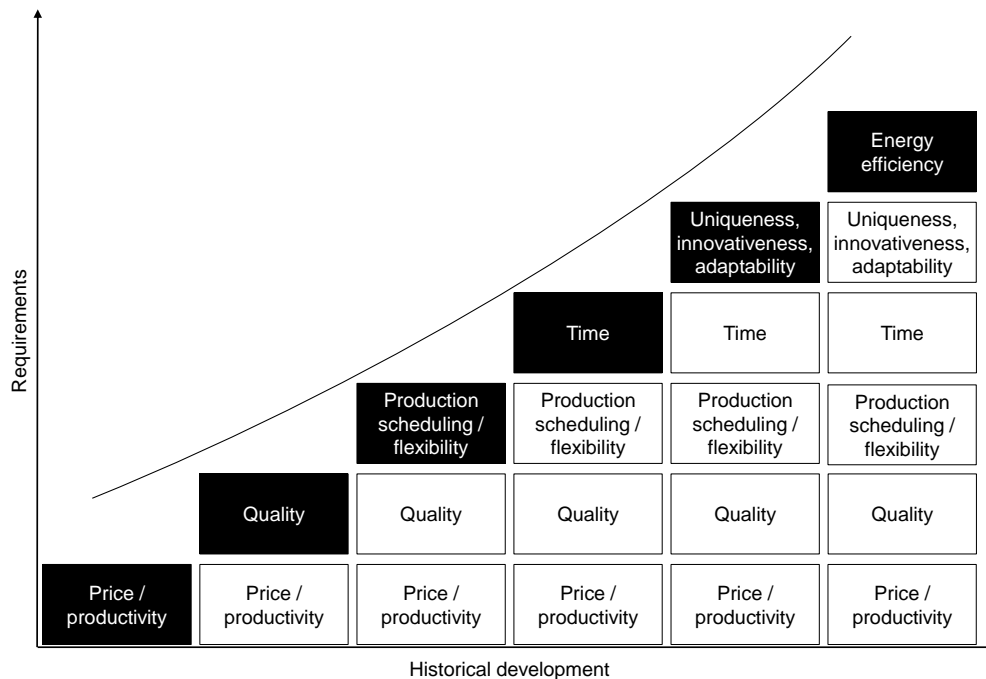 Requirements
Energy
efficiency
Uniqueness,
innovativeness,
adaptability
Uniqueness,
innovativeness,
adaptability
Time
Time
Time
Production
scheduling /
flexibility
Production
scheduling /
flexibility
Production
scheduling /
flexibility
Production
scheduling /
flexibility
Quality
Quality
Quality
Quality
Quality
Price /
productivity
Price /
productivity
Price /
productivity
Price /
productivity
Price /
productivity
Price /
productivity
Historical development